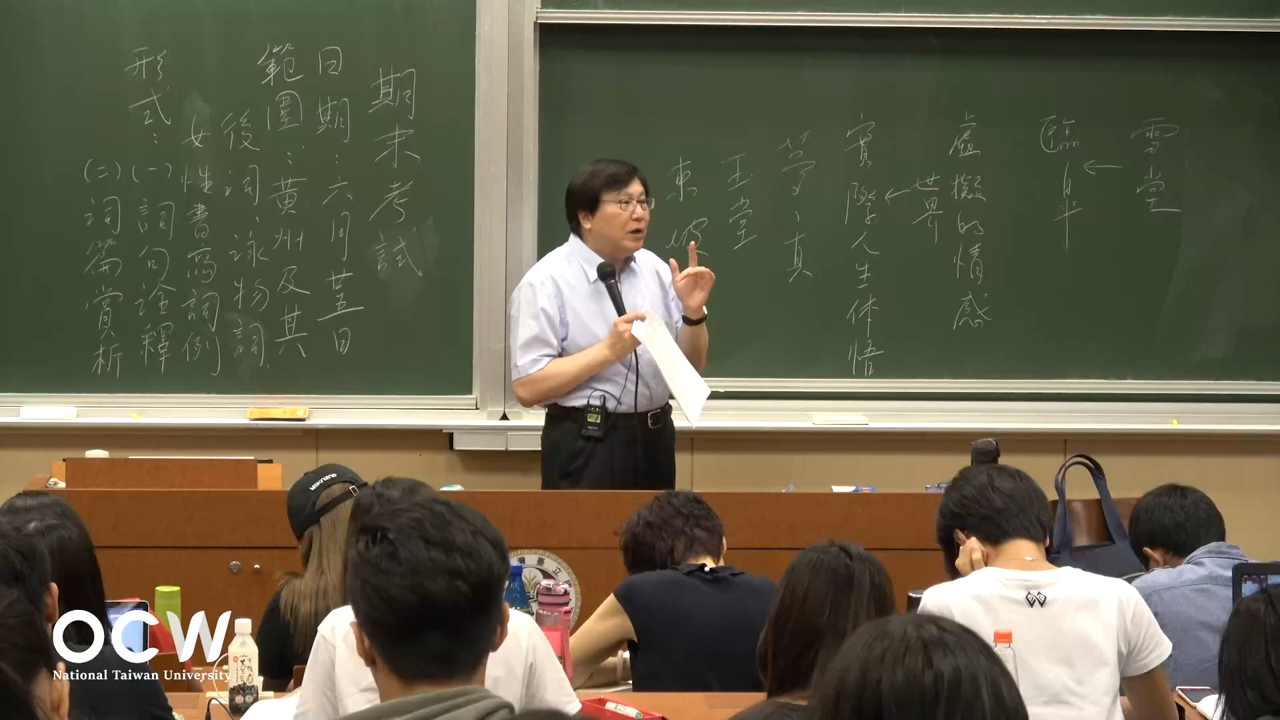 期末考試
日期：六月廿五日
範圍：黃州及其
後詞、詠物詞、
女性書寫詞例
形式：(一)詞句詮釋
(二)詞篇賞析
雪堂
臨皋←
虛擬的情感
世界
實際人生体悟←
夢、真
玉堂
東坡
OCW
National Taiwan University